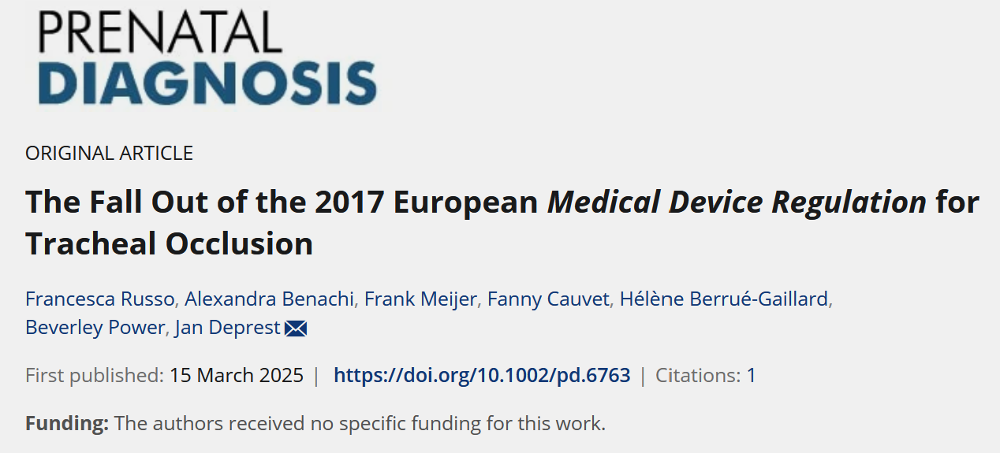 PRENATAL
DIAGNOSIS
ORIGINAL ARTICLE
The Fall Out of the 2017 European Medical Device Regulation for
Tracheal Occlusion
Francesca Russo, Alexandra Benachi, Frank Meijer, Fanny Cauvet, Hélène Berrué-Gaillard,
Beverley Power, Jan Deprest
First published: 15 March 2025 | https://doi.org/10.1002/pd.6763 | Citations: 1
Funding: The authors received no specific funding for this work.